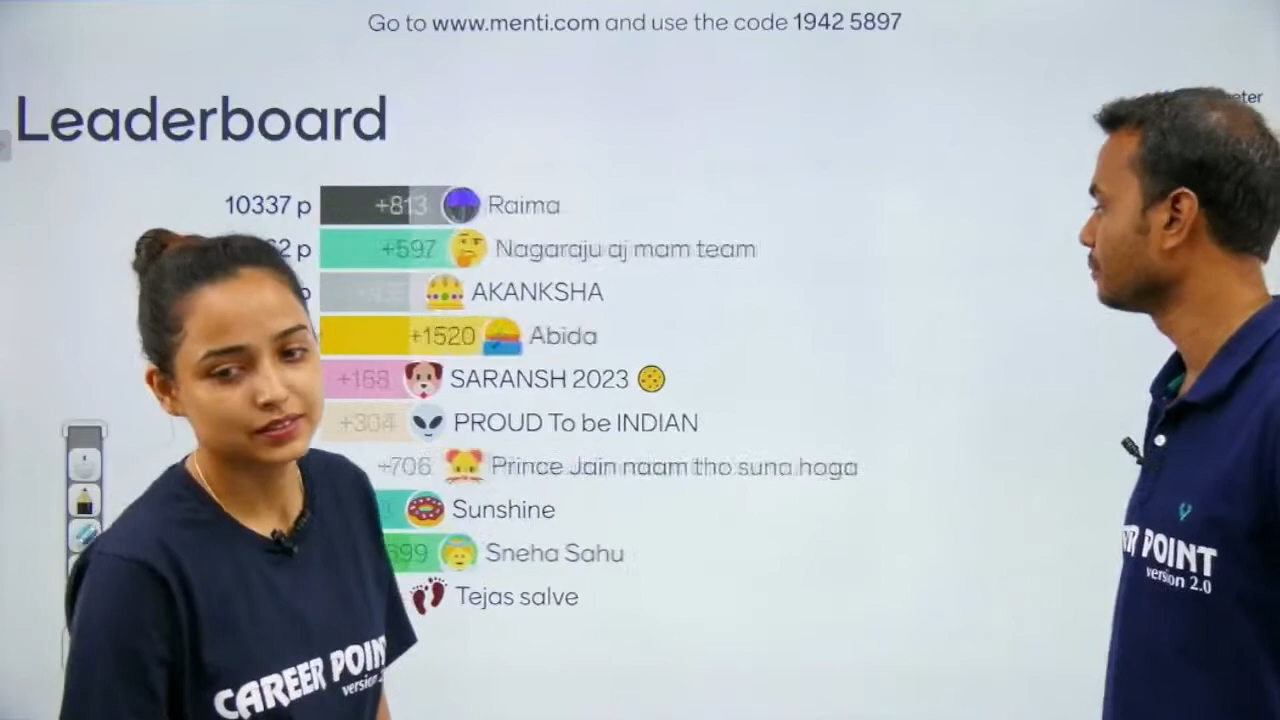 Go to www.menti.com and use the code 1942 5897
Leaderboard
10337 p +813 Raima
2 p +597 Nagaraju aj mam team
p AKANKSHA
+1520 Abida
+168 SARANSH 2023
+304 PROUD To be INDIAN
+706 Prince Jain naam tho suna hoga
Sunshine
699 Sneha Sahu
Tejas salve
CAREER POINT
version
R POINT
version 2.0